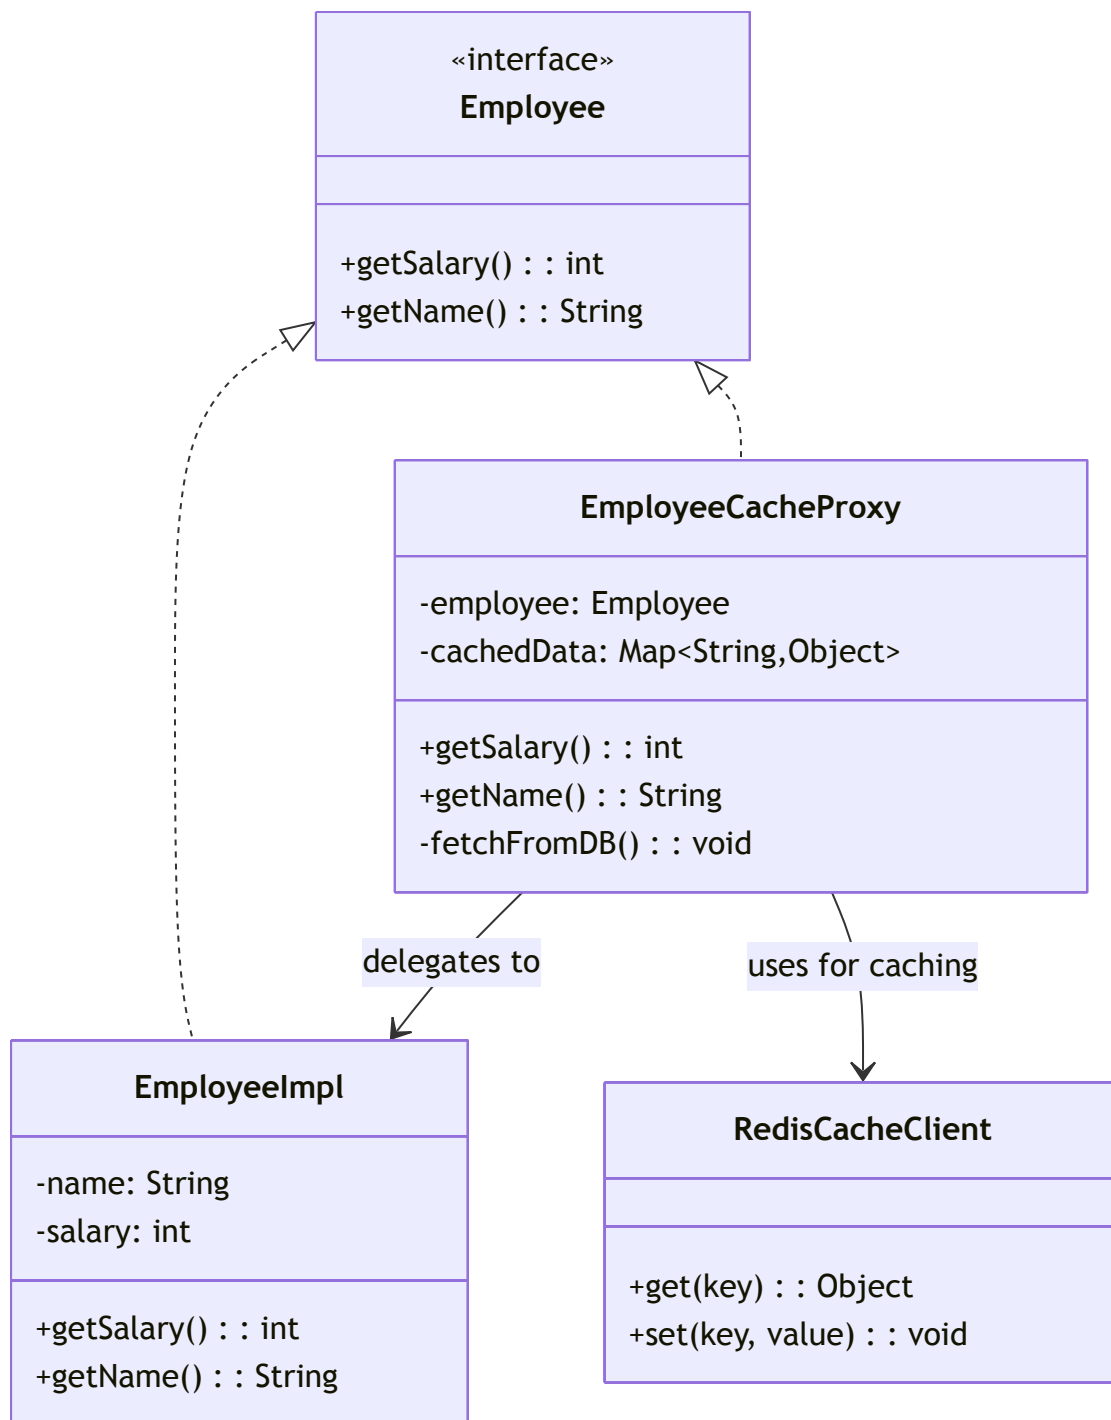 «interface»
Employee
+getSalary() : : int
+getName() : : String
EmployeeCacheProxy
-employee: Employee
-cachedData: Map<String,Object>
+getSalary() : : int
+getName() : : String
-fetchFromDB() : : void
delegates to
uses for caching
EmployeeImpl
-name: String
-salary: int
+getSalary() : : int
+getName() : : String
RedisCacheClient
+get(key) : : Object
+set(key, value) : : void